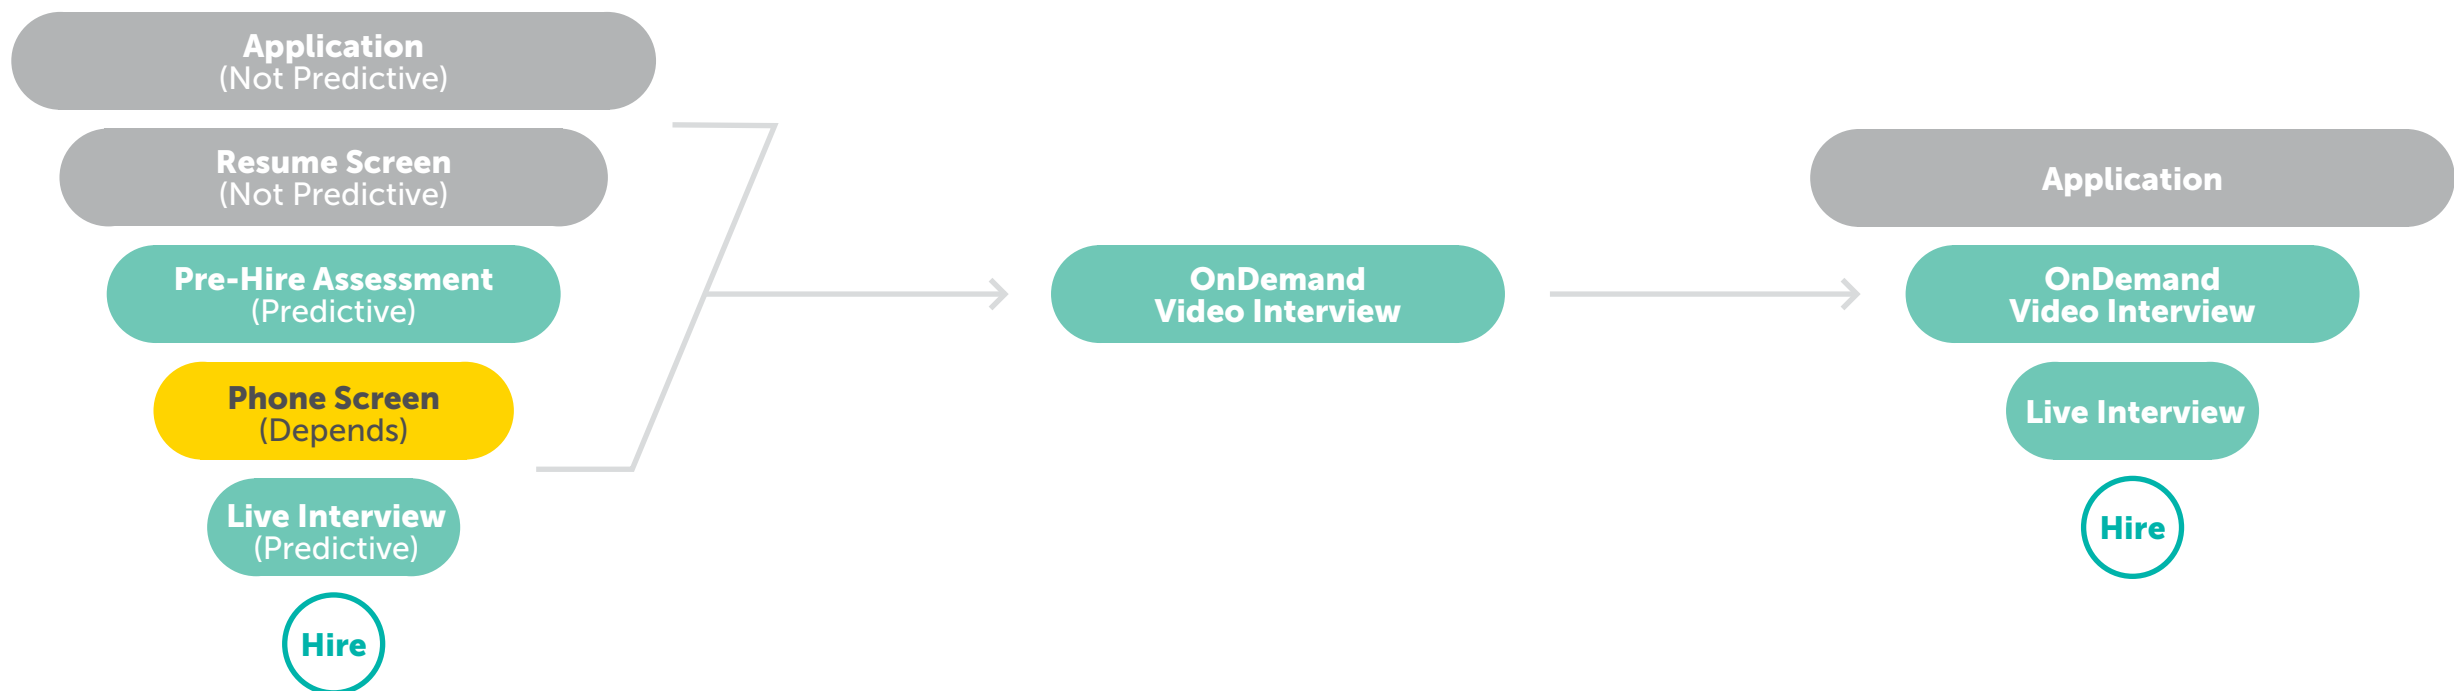 Application
(Not Predictive)
Resume Screen
(Not Predictive)
Pre-Hire Assessment
(Predictive)
Phone Screen
(Depends)
Live Interview
(Predictive)
Hire
OnDemand
Video Interview
Application
OnDemand
Video Interview
Live Interview
Hire